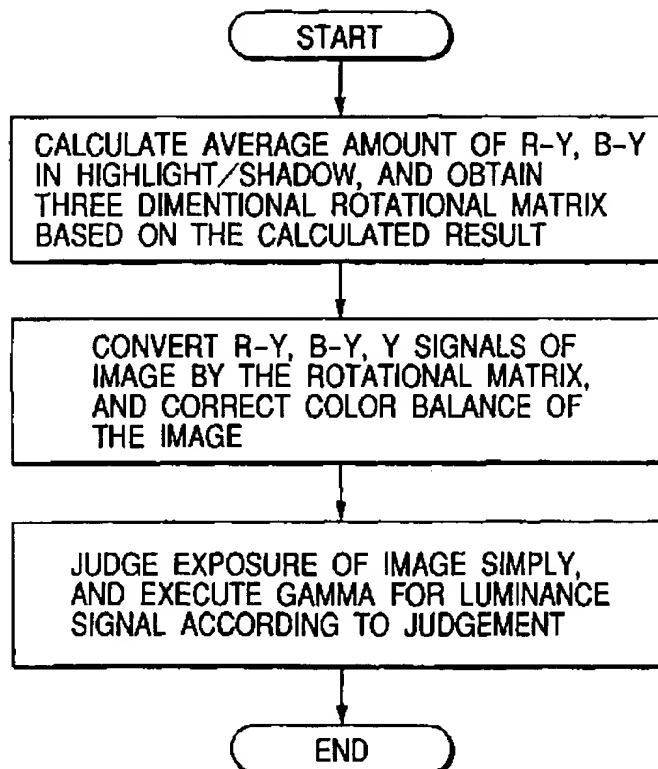 START
CALCULATE AVERAGE AMOUNT OF R-Y, B-Y
IN HIGHLIGHT/SHADOW, AND OBTAIN
THREE DIMENTIONAL ROTATIONAL MATRIX
BASED ON THE CALCULATED RESULT
CONVERT R-Y, B-Y, Y SIGNALS OF
IMAGE BY THE ROTATIONAL MATRIX,
AND CORRECT COLOR BALANCE OF
THE IMAGE
JUDGE EXPOSURE OF IMAGE SIMPLY,
AND EXECUTE GAMMA FOR LUMINANCE
SIGNAL ACCORDING TO JUDGEMENT
END